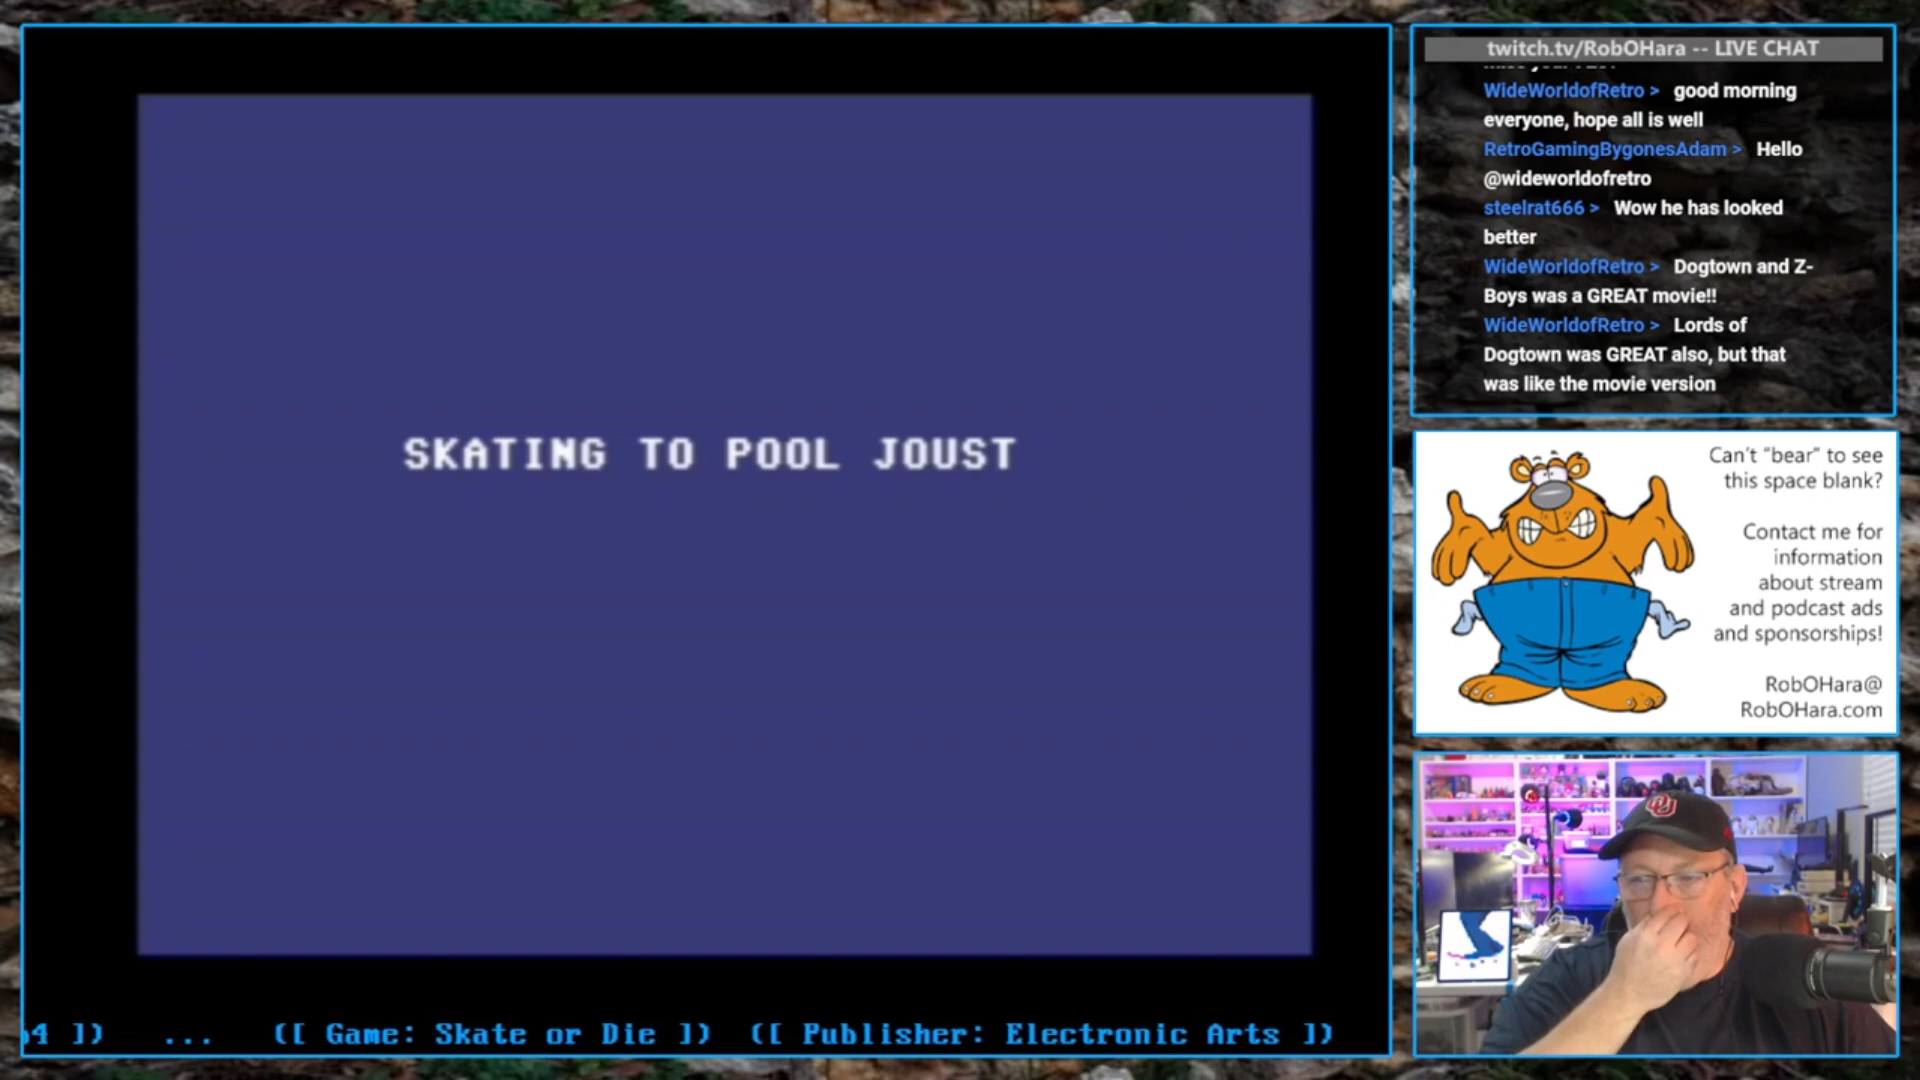 SKATING TO POOL JOUST
4 ]) ... ([ Game: Skate or Die ]) ([ Publisher: Electronic Arts ])
twitch.tv/RobOHara -- LIVE CHAT
WideWorldofRetro > good morning
everyone, hope all is well
RetroGamingBygonesAdam > Hello
@wideworldofretro
steelrat666 > Wow he has looked
better
WideWorldofRetro > Dogtown and Z-
Boys was a GREAT movie!!
WideWorldofRetro > Lords of
Dogtown was GREAT also, but that
was like the movie version
Can't "bear" to see
this space blank?
Contact me for
information
about stream
and podcast ads
and sponsorships!
RobOHara@
RobOHara.com
OU